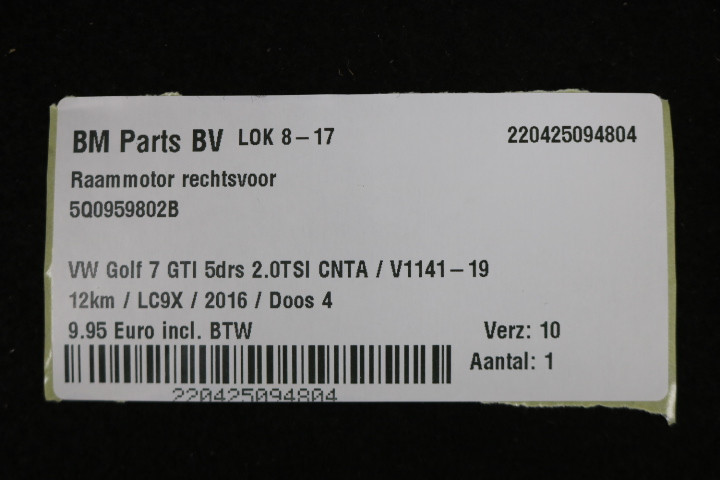 BM Parts BV LOK 8-17 220425094804
Raammotor rechtsvoor
5Q0959802B
VW Golf 7 GTI 5drs 2.0TSI CNTA / V1141-19
12km / LC9X / 2016 / Doos 4
9.95 Euro incl. BTW Verz: 10
Aantal: 1
220425094804